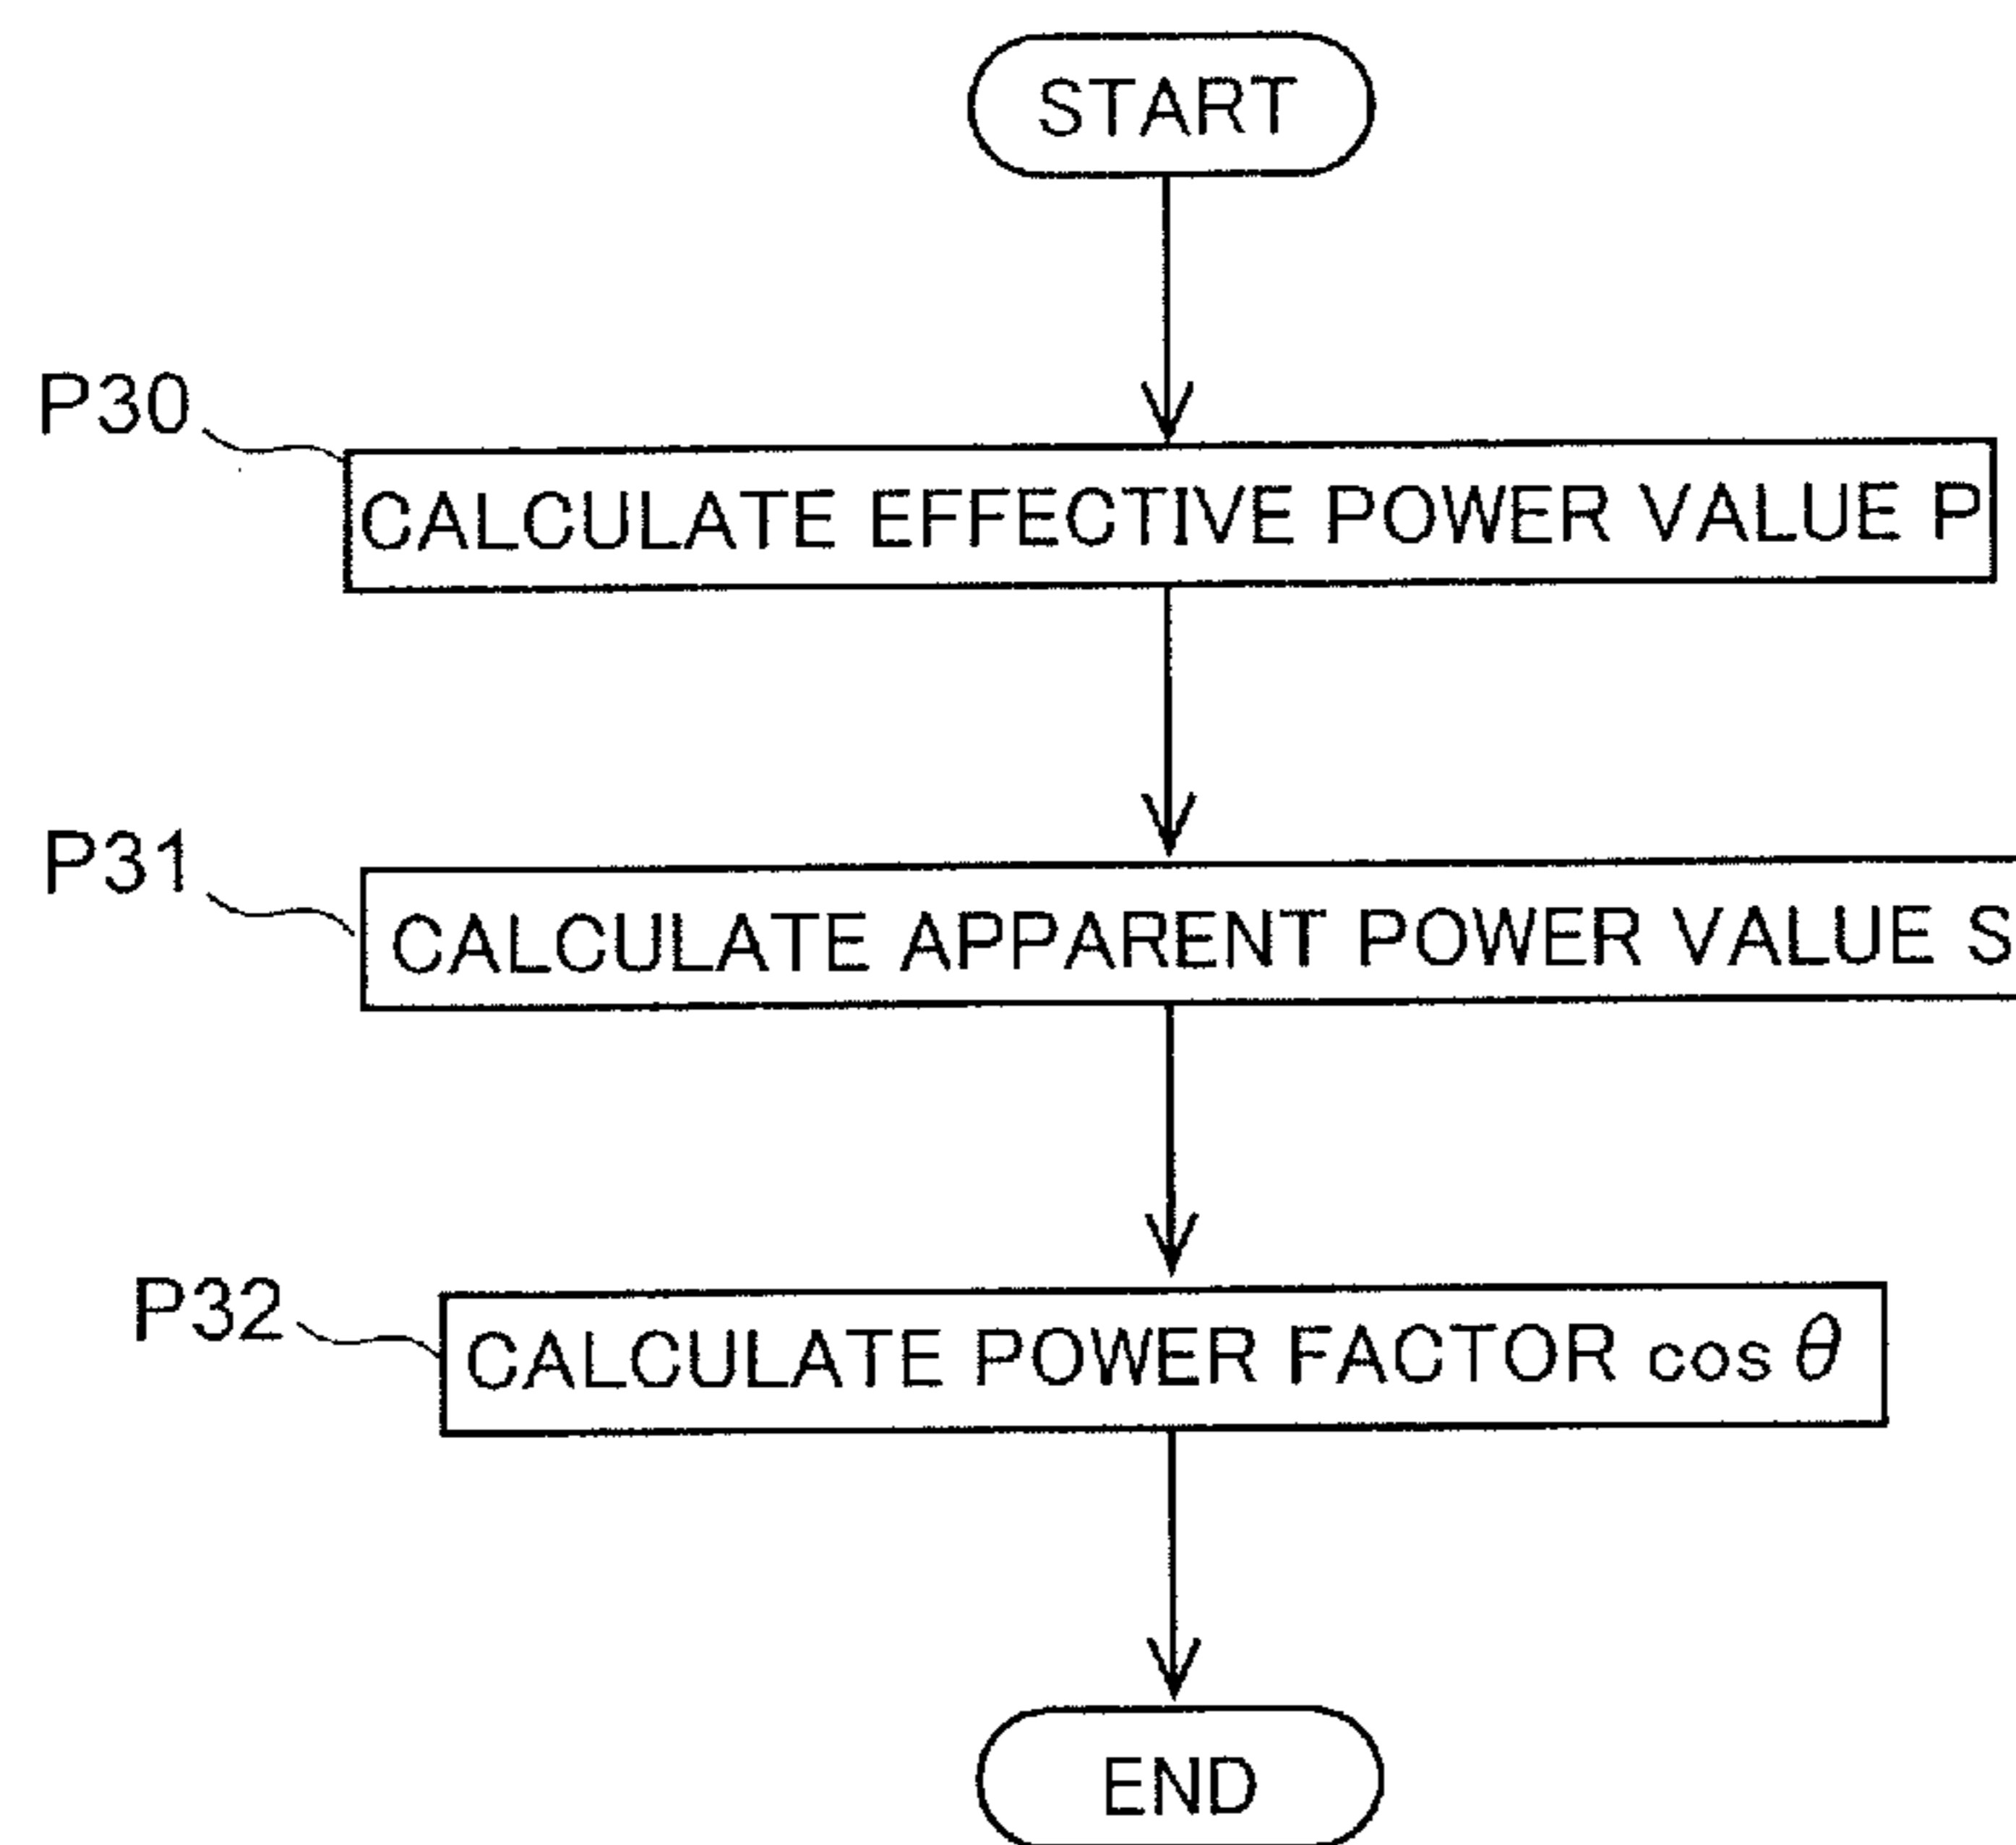 START
P30
CALCULATE EFFECTIVE POWER VALUE P
P31
CALCULATE APPARENT POWER VALUE S
P32
CALCULATE POWER FACTOR cos θ
END